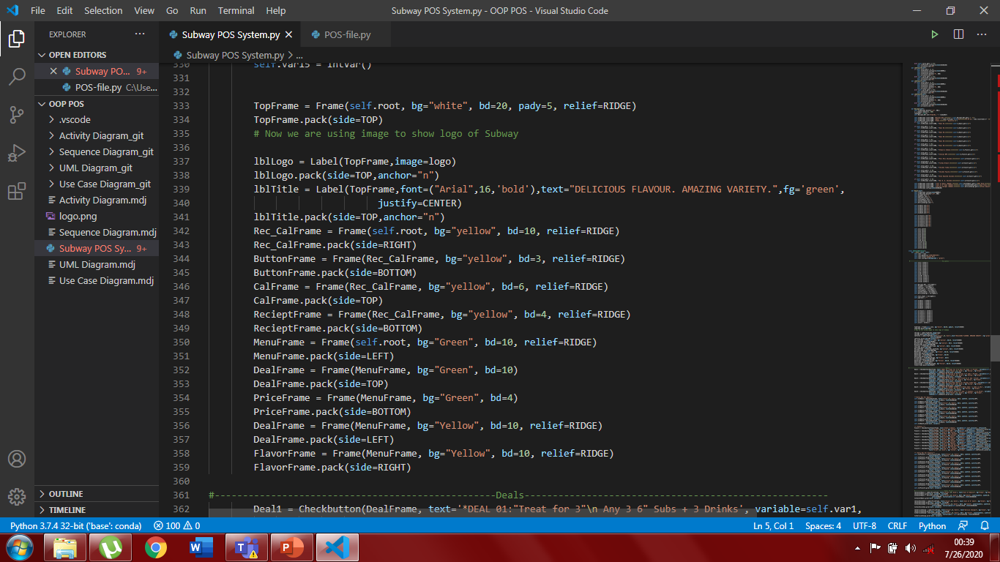 File Edit Selection View Go Run Terminal Help
Subway POS System.py - OOP POS - Visual Studio Code
EXPLORER
OPEN EDITORS
Subway PO... 9+
POS-file.py C:\Use...
OOP POS
.vscode
Activity Diagram_git
Sequence Diagram_git
UML Diagram_git
Use Case Diagram_git
Activity Diagram.mdj
logo.png
Sequence Diagram.mdj
Subway POS Sy... 9+
UML Diagram.mdj
Use Case Diagram.mdj
OUTLINE
TIMELINE
Subway POS System.py
POS-file.py
Subway POS System.py > ...
330 self.var15 = IntVar()
331
332
333 TopFrame = Frame(self.root, bg="white", bd=20, pady=5, relief=RIDGE)
334 TopFrame.pack(side=TOP)
335 # Now we are using image to show logo of Subway
336
337 lblLogo = Label(TopFrame,image=logo)
338 lblLogo.pack(side=TOP,anchor="n")
339 lblTitle = Label(TopFrame,font=("Arial",16,'bold'),text="DELICIOUS FLAVOUR. AMAZING VARIETY.",fg='green',
340 justify=CENTER)
341 lblTitle.pack(side=TOP,anchor="n")
342 Rec_CalFrame = Frame(self.root, bg="yellow", bd=10, relief=RIDGE)
343 Rec_CalFrame.pack(side=RIGHT)
344 ButtonFrame = Frame(Rec_CalFrame, bg="yellow", bd=3, relief=RIDGE)
345 ButtonFrame.pack(side=BOTTOM)
346 CalFrame = Frame(Rec_CalFrame, bg="yellow", bd=6, relief=RIDGE)
347 CalFrame.pack(side=TOP)
348 RecieptFrame = Frame(Rec_CalFrame, bg="yellow", bd=4, relief=RIDGE)
349 RecieptFrame.pack(side=BOTTOM)
350 MenuFrame = Frame(self.root, bg="Green", bd=10, relief=RIDGE)
351 MenuFrame.pack(side=LEFT)
352 DealFrame = Frame(MenuFrame, bg="Green", bd=10)
353 DealFrame.pack(side=TOP)
354 PriceFrame = Frame(MenuFrame, bg="Green", bd=4)
355 PriceFrame.pack(side=BOTTOM)
356 DealFrame = Frame(MenuFrame, bg="Yellow", bd=10, relief=RIDGE)
357 DealFrame.pack(side=LEFT)
358 FlavorFrame = Frame(MenuFrame, bg="Yellow", bd=10, relief=RIDGE)
359 FlavorFrame.pack(side=RIGHT)
360
361 #--------------------------------------------------Deals------------------------------------------------------
362 Deal1 = Checkbutton(DealFrame, text='*DEAL 01:"Treat for 3"\n Any 3 6" Subs + 3 Drinks', variable=self.var1,
Python 3.7.4 32-bit ('base': conda) 100 0
Ln 5, Col 1 Spaces: 4 UTF-8 CRLF Python
00:39
7/26/2020